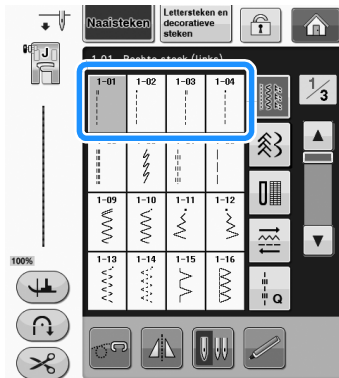 Naaisteken
Lettersteken en
decoratieve
steken
J
1-01 Rechte steek (links)
1/3
1-01 1-02 1-03 1-04
1-09 1-10 1-11 1-12
100%
1-13 1-14 1-15 1-16
Q